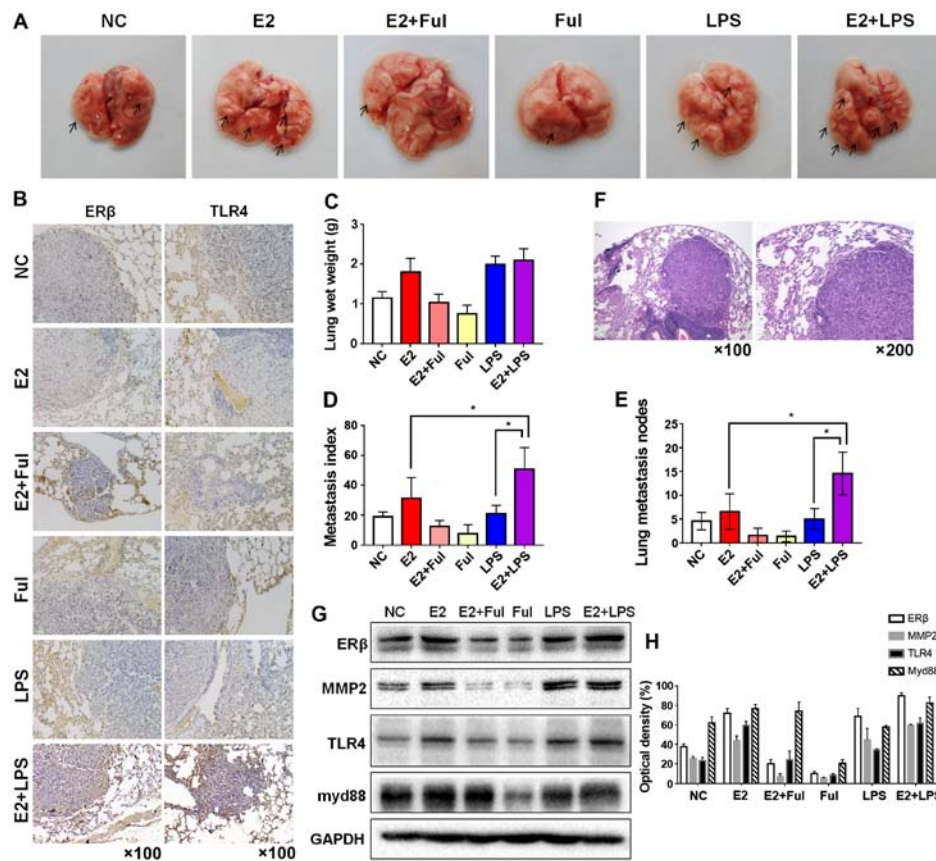 A
NC
E2
E2+Ful
Ful
LPS
E2+LPS
B
ERβ
TLR4
NC
E2
E2+Ful
Ful
LPS
E2+LPS
×100
×100
C
Lung wet weight (g)
3
2
1
0
NC
E2
E2+Ful
Ful
LPS
E2+LPS
F
×100
×200
D
Metastasis index
80
60
40
20
0
*
*
NC
E2
E2+Ful
Ful
LPS
E2+LPS
E
Lung metastasis nodes
25
20
15
10
5
0
*
*
NC
E2
E2+Ful
Ful
LPS
E2+LPS
G
NC E2 E2+Ful Ful LPS E2+LPS
ERβ
MMP2
TLR4
myd88
GAPDH
H
ERβ
MMP2
TLR4
Myd88
Optical density (%)
100
80
60
40
20
0
NC
E2
E2+Ful
Ful
LPS
E2+LPS